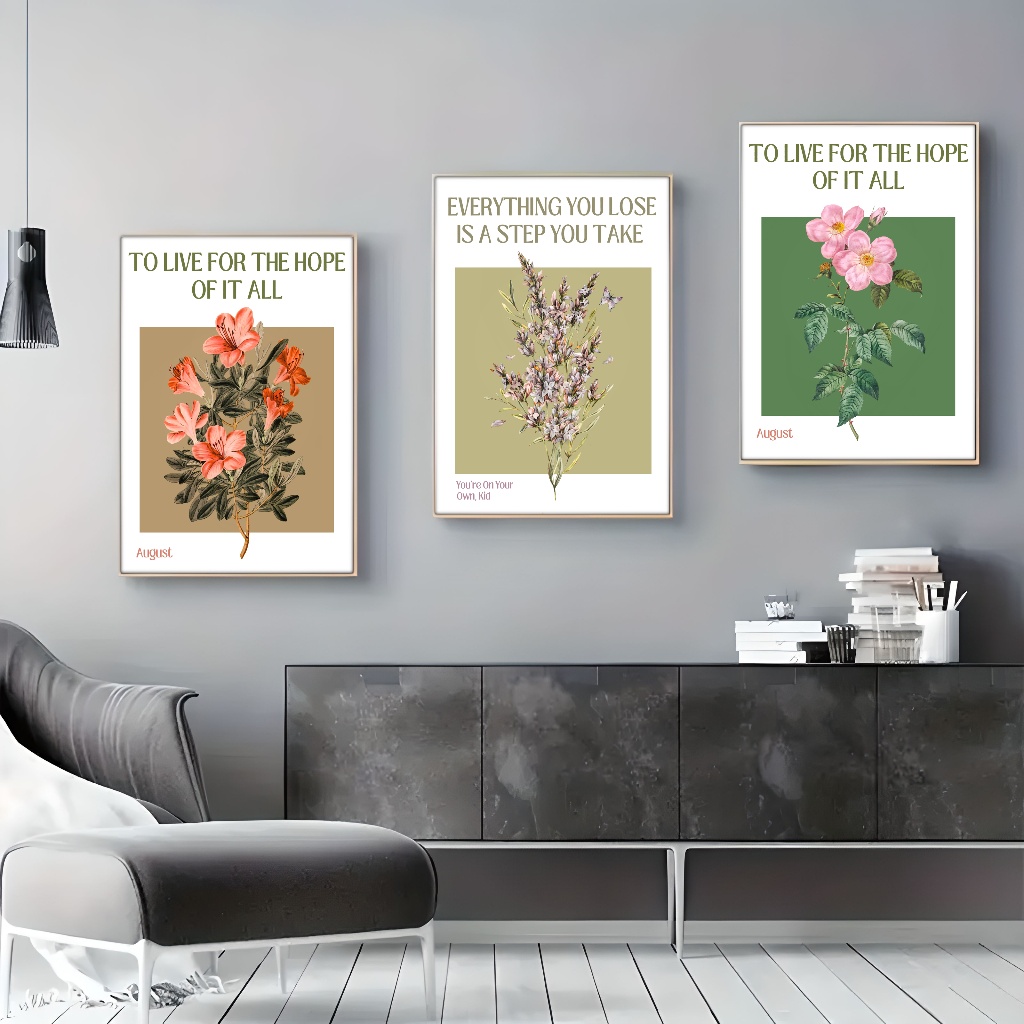 TO LIVE FOR THE HOPE
OF IT ALL
August
EVERYTHING YOU LOSE
IS A STEP YOU TAKE
You're On Your
Own, Kid
TO LIVE FOR THE HOPE
OF IT ALL
August